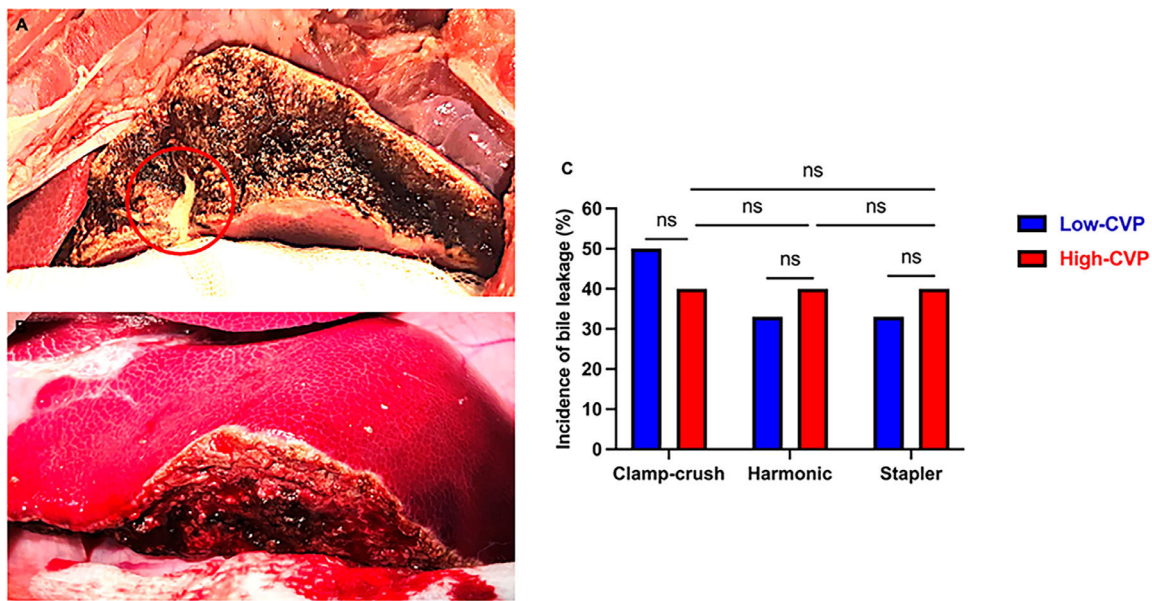 A
C
ns
ns
ns
ns
ns
ns
Incidence of bile leakage (%)
60
50
40
30
20
10
0
Clamp-crush
Harmonic
Stapler
Low-CVP
High-CVP